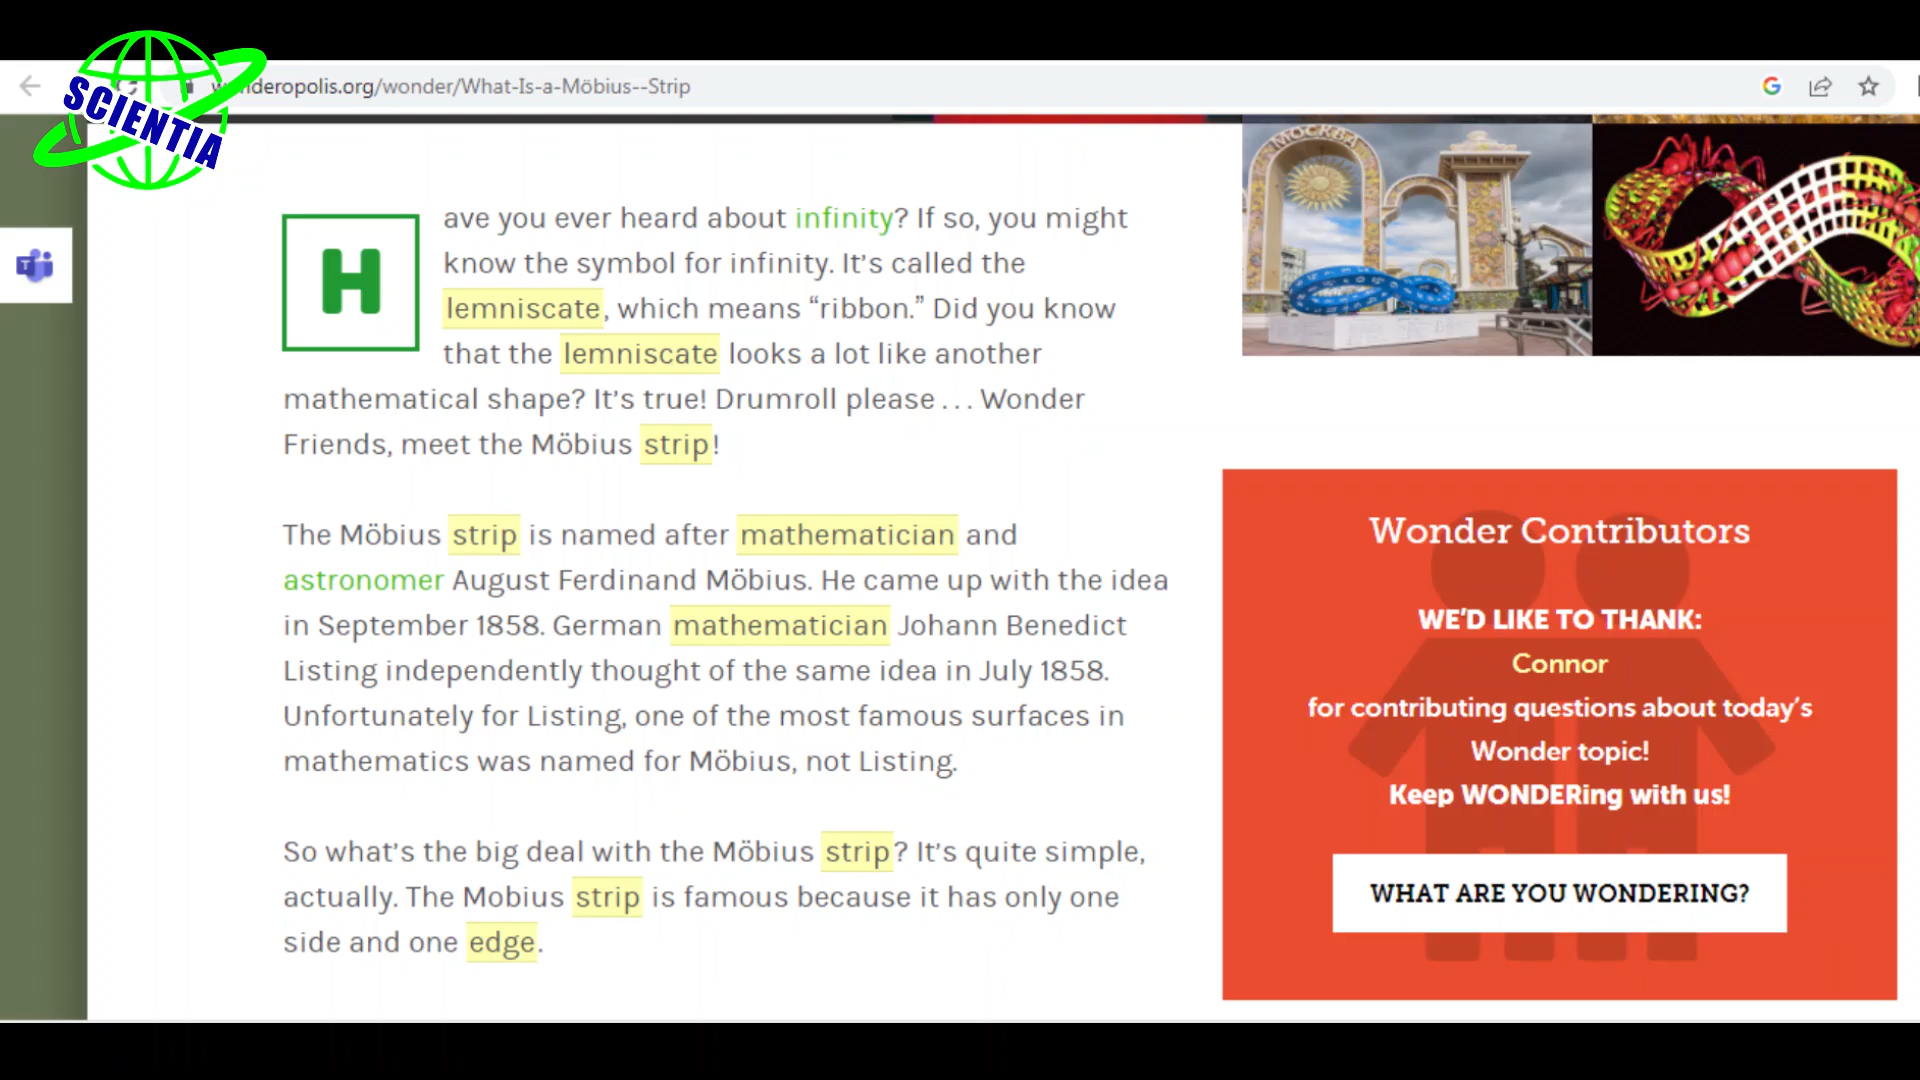 SCIENTIA
wonderopolis.org/wonder/What-Is-a-Möbius--Strip
МОСКВА
Have you ever heard about infinity? If so, you might
know the symbol for infinity. It's called the
lemniscate, which means “ribbon.” Did you know
that the lemniscate looks a lot like another
mathematical shape? It's true! Drumroll please ... Wonder
Friends, meet the Möbius strip!
The Möbius strip is named after mathematician and
astronomer August Ferdinand Möbius. He came up with the idea
in September 1858. German mathematician Johann Benedict
Listing independently thought of the same idea in July 1858.
Unfortunately for Listing, one of the most famous surfaces in
mathematics was named for Möbius, not Listing.
So what's the big deal with the Möbius strip? It's quite simple,
actually. The Mobius strip is famous because it has only one
side and one edge.
Wonder Contributors
WE'D LIKE TO THANK:
Connor
for contributing questions about today's
Wonder topic!
Keep WONDERing with us!
WHAT ARE YOU WONDERING?